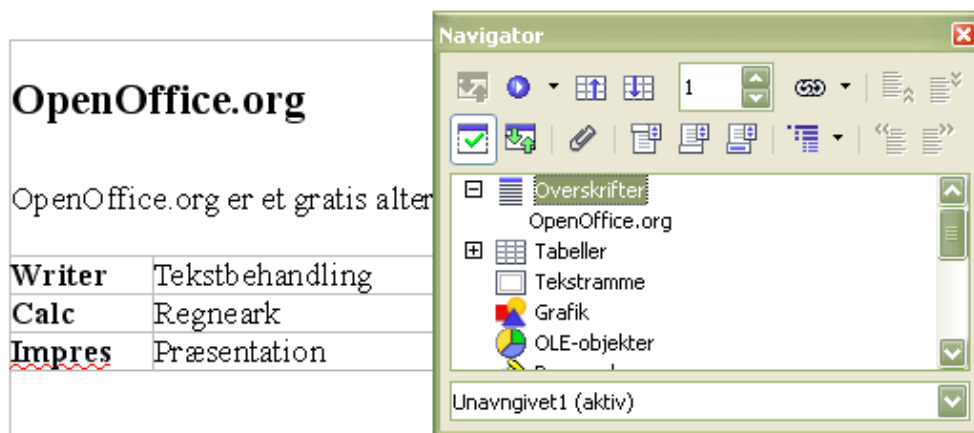 OpenOffice.org
OpenOffice.org er et gratis alter
Writer Tekstbehandling
Calc Regneark
Impres Præsentation
Navigator
1
Overskrifter
OpenOffice.org
Tabeller
Tekstramme
Grafik
OLE-objekter
Unavngivet1 (aktiv)